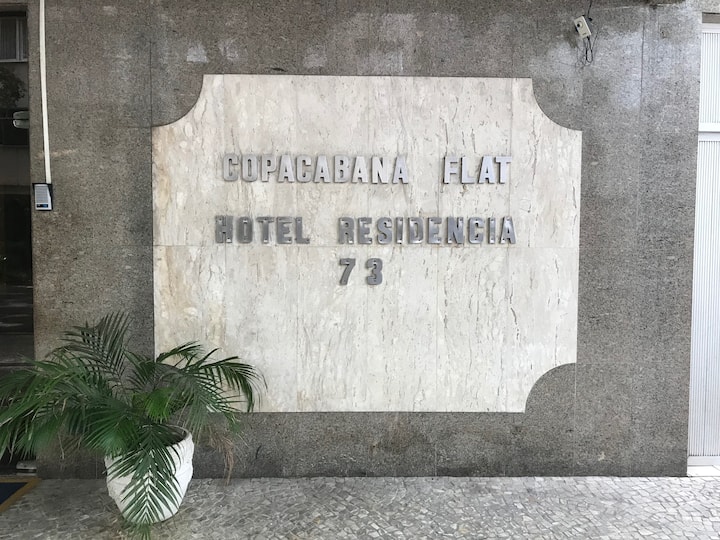 COPACABANA FLAT
HOTEL RESIDENCIA
73